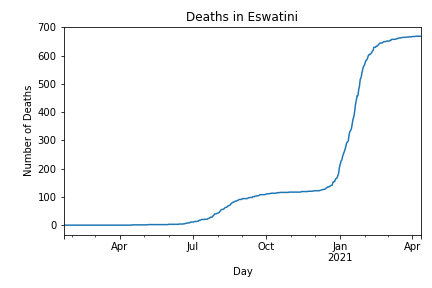 Deaths in Eswatini
Number of Deaths
700
600
500
400
300
200
100
0
Apr
Jul
Oct
Jan
2021
Apr
Day